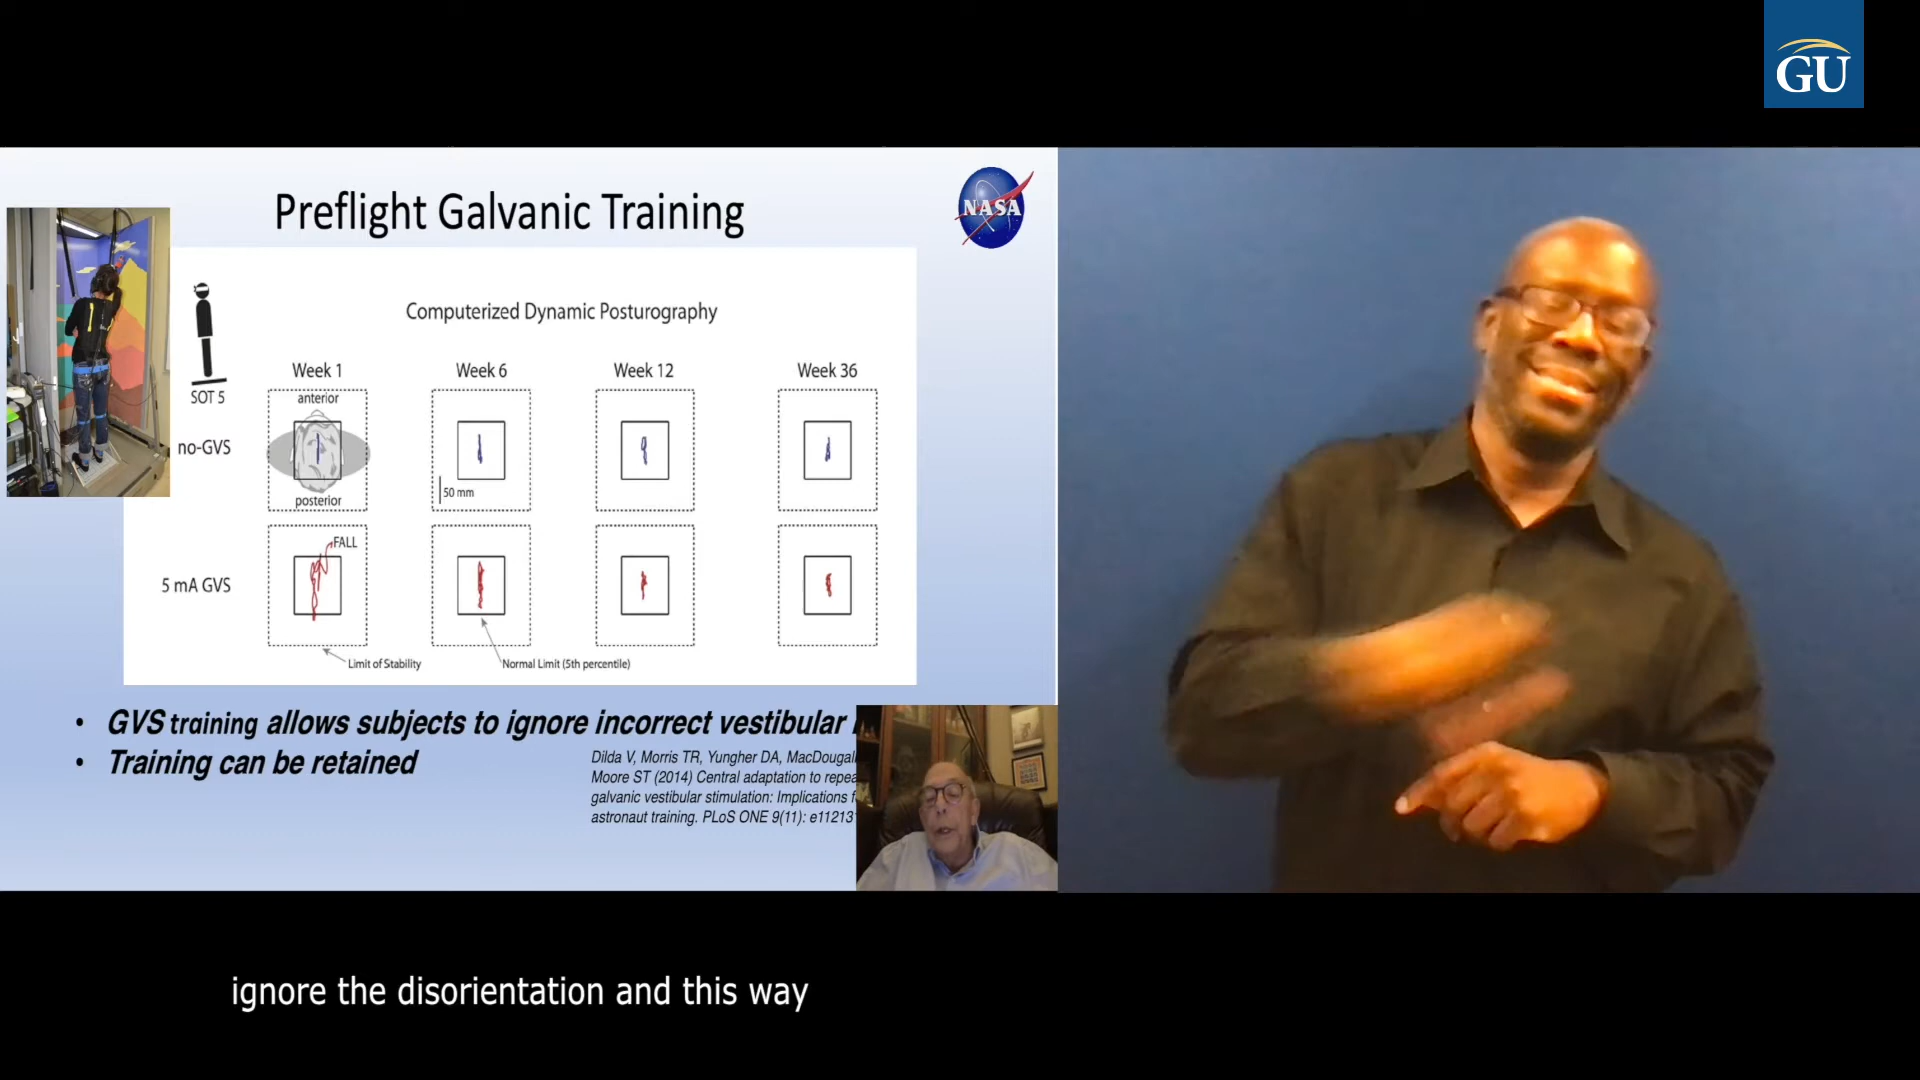 GU
Preflight Galvanic Training
NASA
Computerized Dynamic Posturography
Week 1
Week 6
Week 12
Week 36
SOT 5
anterior
no-GVS
50 mm
posterior
FALL
5 mA GVS
Limit of Stability
Normal Limit (5th percentile)
• GVS training allows subjects to ignore incorrect vestibular
• Training can be retained
Dilda V, Morris TR, Yungher DA, MacDougall
Moore ST (2014) Central adaptation to repea
galvanic vestibular stimulation: Implications f
astronaut training. PLoS ONE 9(11): e11213
ignore the disorientation and this way